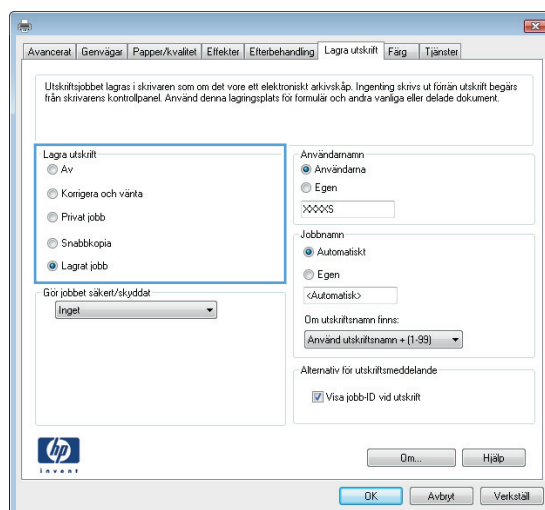 Avancerat Genvägar Papper/kvalitet Effekter Efterbehandling Lagra utskrift Färg Tjänster
Utskriftsjobbet lagras i skrivaren som om det vore ett elektroniskt arkivskåp. Ingenting skrivs ut förrän utskrift begärs
från skrivarens kontrollpanel. Använd denna lagringsplats för formulär och andra vanliga eller delade dokument.
Lagra utskrift
Av
Korrigera och vänta
Privat jobb
Snabbkopia
Lagrat jobb
Gör jobbet säkert/skyddat
Inget
Användarnamn
Användarna
Egen
XXXXS
Jobbnamn
Automatiskt
Egen
<Automatisk>
Om utskriftsnamn finns:
Använd utskriftsnamn + (1-99)
Alternativ för utskriftsmeddelande
Visa jobb-ID vid utskrift
hp
invent
Om... Hjälp
OK Avbryt Verkställ